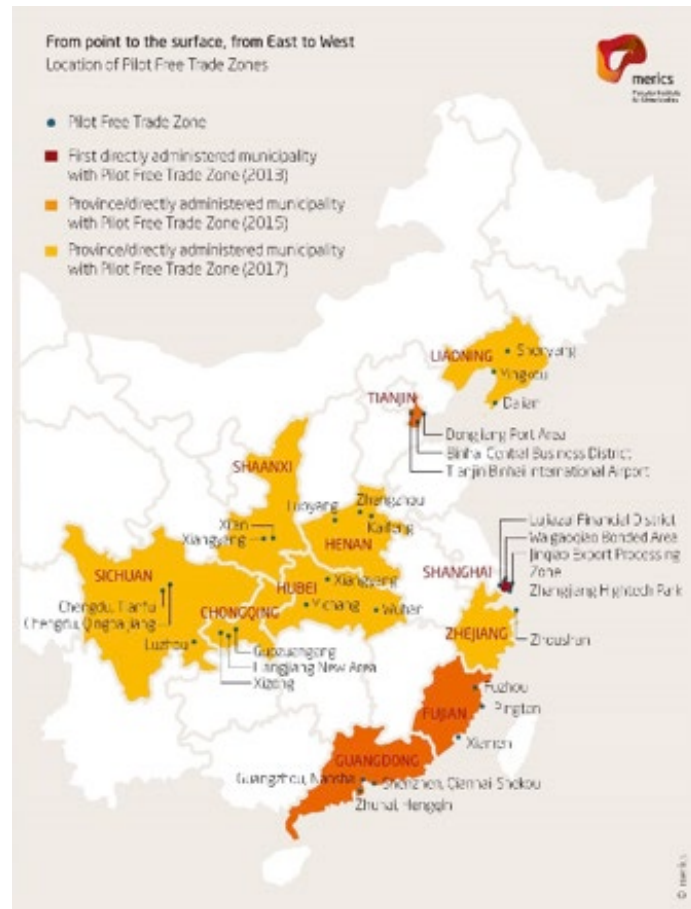 From point to the surface, from East to West
Location of Pilot Free Trade Zones
merics
Pilot Free Trade Zone
First directly administered municipality
with Pilot Free Trade Zone (2013)
Province/directly administered municipality
with Pilot Free Trade Zone (2015)
Province/directly administered municipality
with Pilot Free Trade Zone (2017)
LIAONING
Shenyang
Yingkou
Dalian
TIANJIN
Dongjiang Port Area
Binhai Central Business District
Tianjin Binhai International Airport
SHAANXI
Luoyang
Zhengzhou
Kaifeng
Xi'an
HENAN
Lujiazui Financial District
Waigaoqiao Bonded Area
Jinqao Export Processing
Zone
Zhangjiang Hightech Park
SHANGHAI
SICHUAN
HUBEI
Xiangyang
Yichang
Wuhan
Chengdu, Tianfu
CHONGQING
Luzhou
ZHEJIANG
Zhoushan
Liangjiang New Area
Xiyong
FUJIAN
Fuzhou
Pingtan
Xiamen
GUANGDONG
Guangzhou, Nansha
Shenzhen, Qianhai-Shekou
Zhuhai, Hengqin
© merics